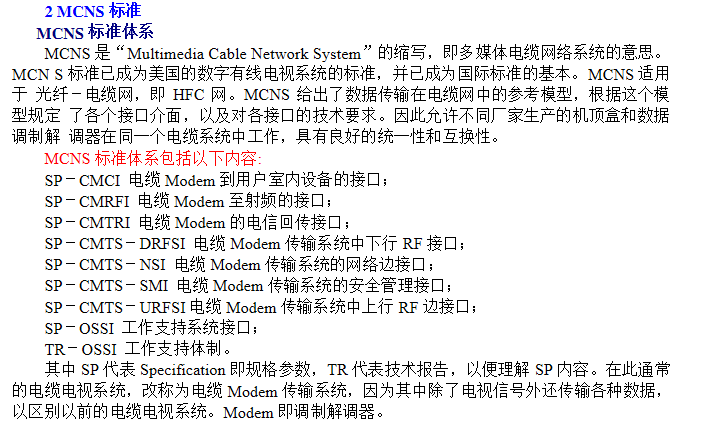 2 MCNS 标准
MCNS 标准体系
MCNS 是“Multimedia Cable Network System”的缩写，即多媒体电缆网络系统的意思。
MCN S 标准已成为美国的数字有线电视系统的标准，并已成为国际标准的基本。MCNS 适用
于 光纤－电缆网，即 HFC 网。MCNS 给出了数据传输在电缆网中的参考模型，根据这个模
型规定 了各个接口介面，以及对各接口的技术要求。因此允许不同厂家生产的机顶盒和数据
调制解 调器在同一个电缆系统中工作，具有良好的统一性和互换性。
MCNS 标准体系包括以下内容:
SP－CMCI 电缆 Modem 到用户室内设备的接口；
SP－CMRFI 电缆 Modem 至射频的接口；
SP－CMTRI 电缆 Modem 的电信回传接口；
SP－CMTS－DRFSI 电缆 Modem 传输系统中下行 RF 接口；
SP－CMTS－NSI 电缆 Modem 传输系统的网络边接口；
SP－CMTS－SMI 电缆 Modem 传输系统的安全管理接口；
SP－CMTS－URFSI 电缆 Modem 传输系统中上行 RF 边接口；
SP－OSSI 工作支持系统接口；
TR－OSSI 工作支持体制。
其中 SP 代表 Specification 即规格参数，TR 代表技术报告，以便理解 SP 内容。在此通常
的电缆电视系统，改称为电缆 Modem 传输系统，因为其中除了电视信号外还传输各种数据，
以区别以前的电缆电视系统。Modem 即调制解调器。